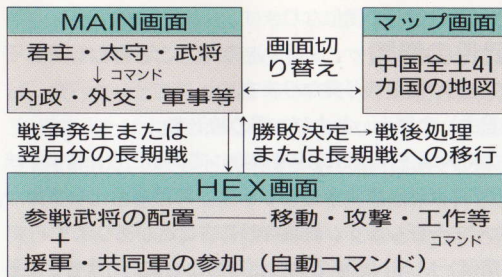 MAIN画面
君主・太守・武将
↓コマンド
内政・外交・軍事等
画面切
り替え
マップ画面
中国全土41
カ国の地図
戦争発生または
翌月分の長期戦
勝敗決定→戦後処理
または長期戦への移行
HEX画面
参戦武将の配置――移動・攻撃・工作等
コマンド
+
援軍・共同軍の参加（自動コマンド）